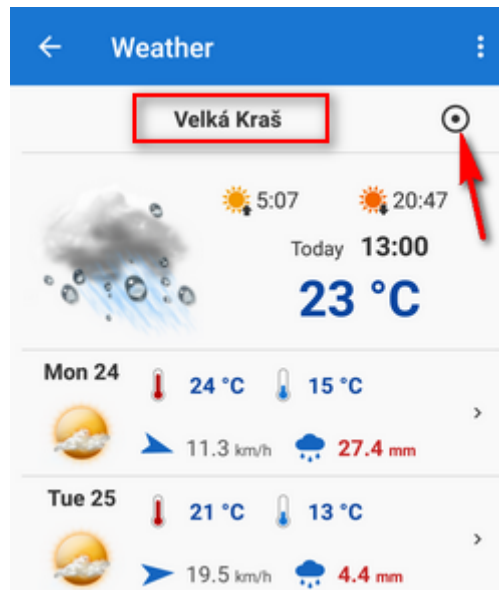 Weather
Velká Kraš
5:07 20:47
Today 13:00
23 °C
Mon 24
24 °C 15 °C
11.3 km/h 27.4 mm
Tue 25
21 °C 13 °C
19.5 km/h 4.4 mm